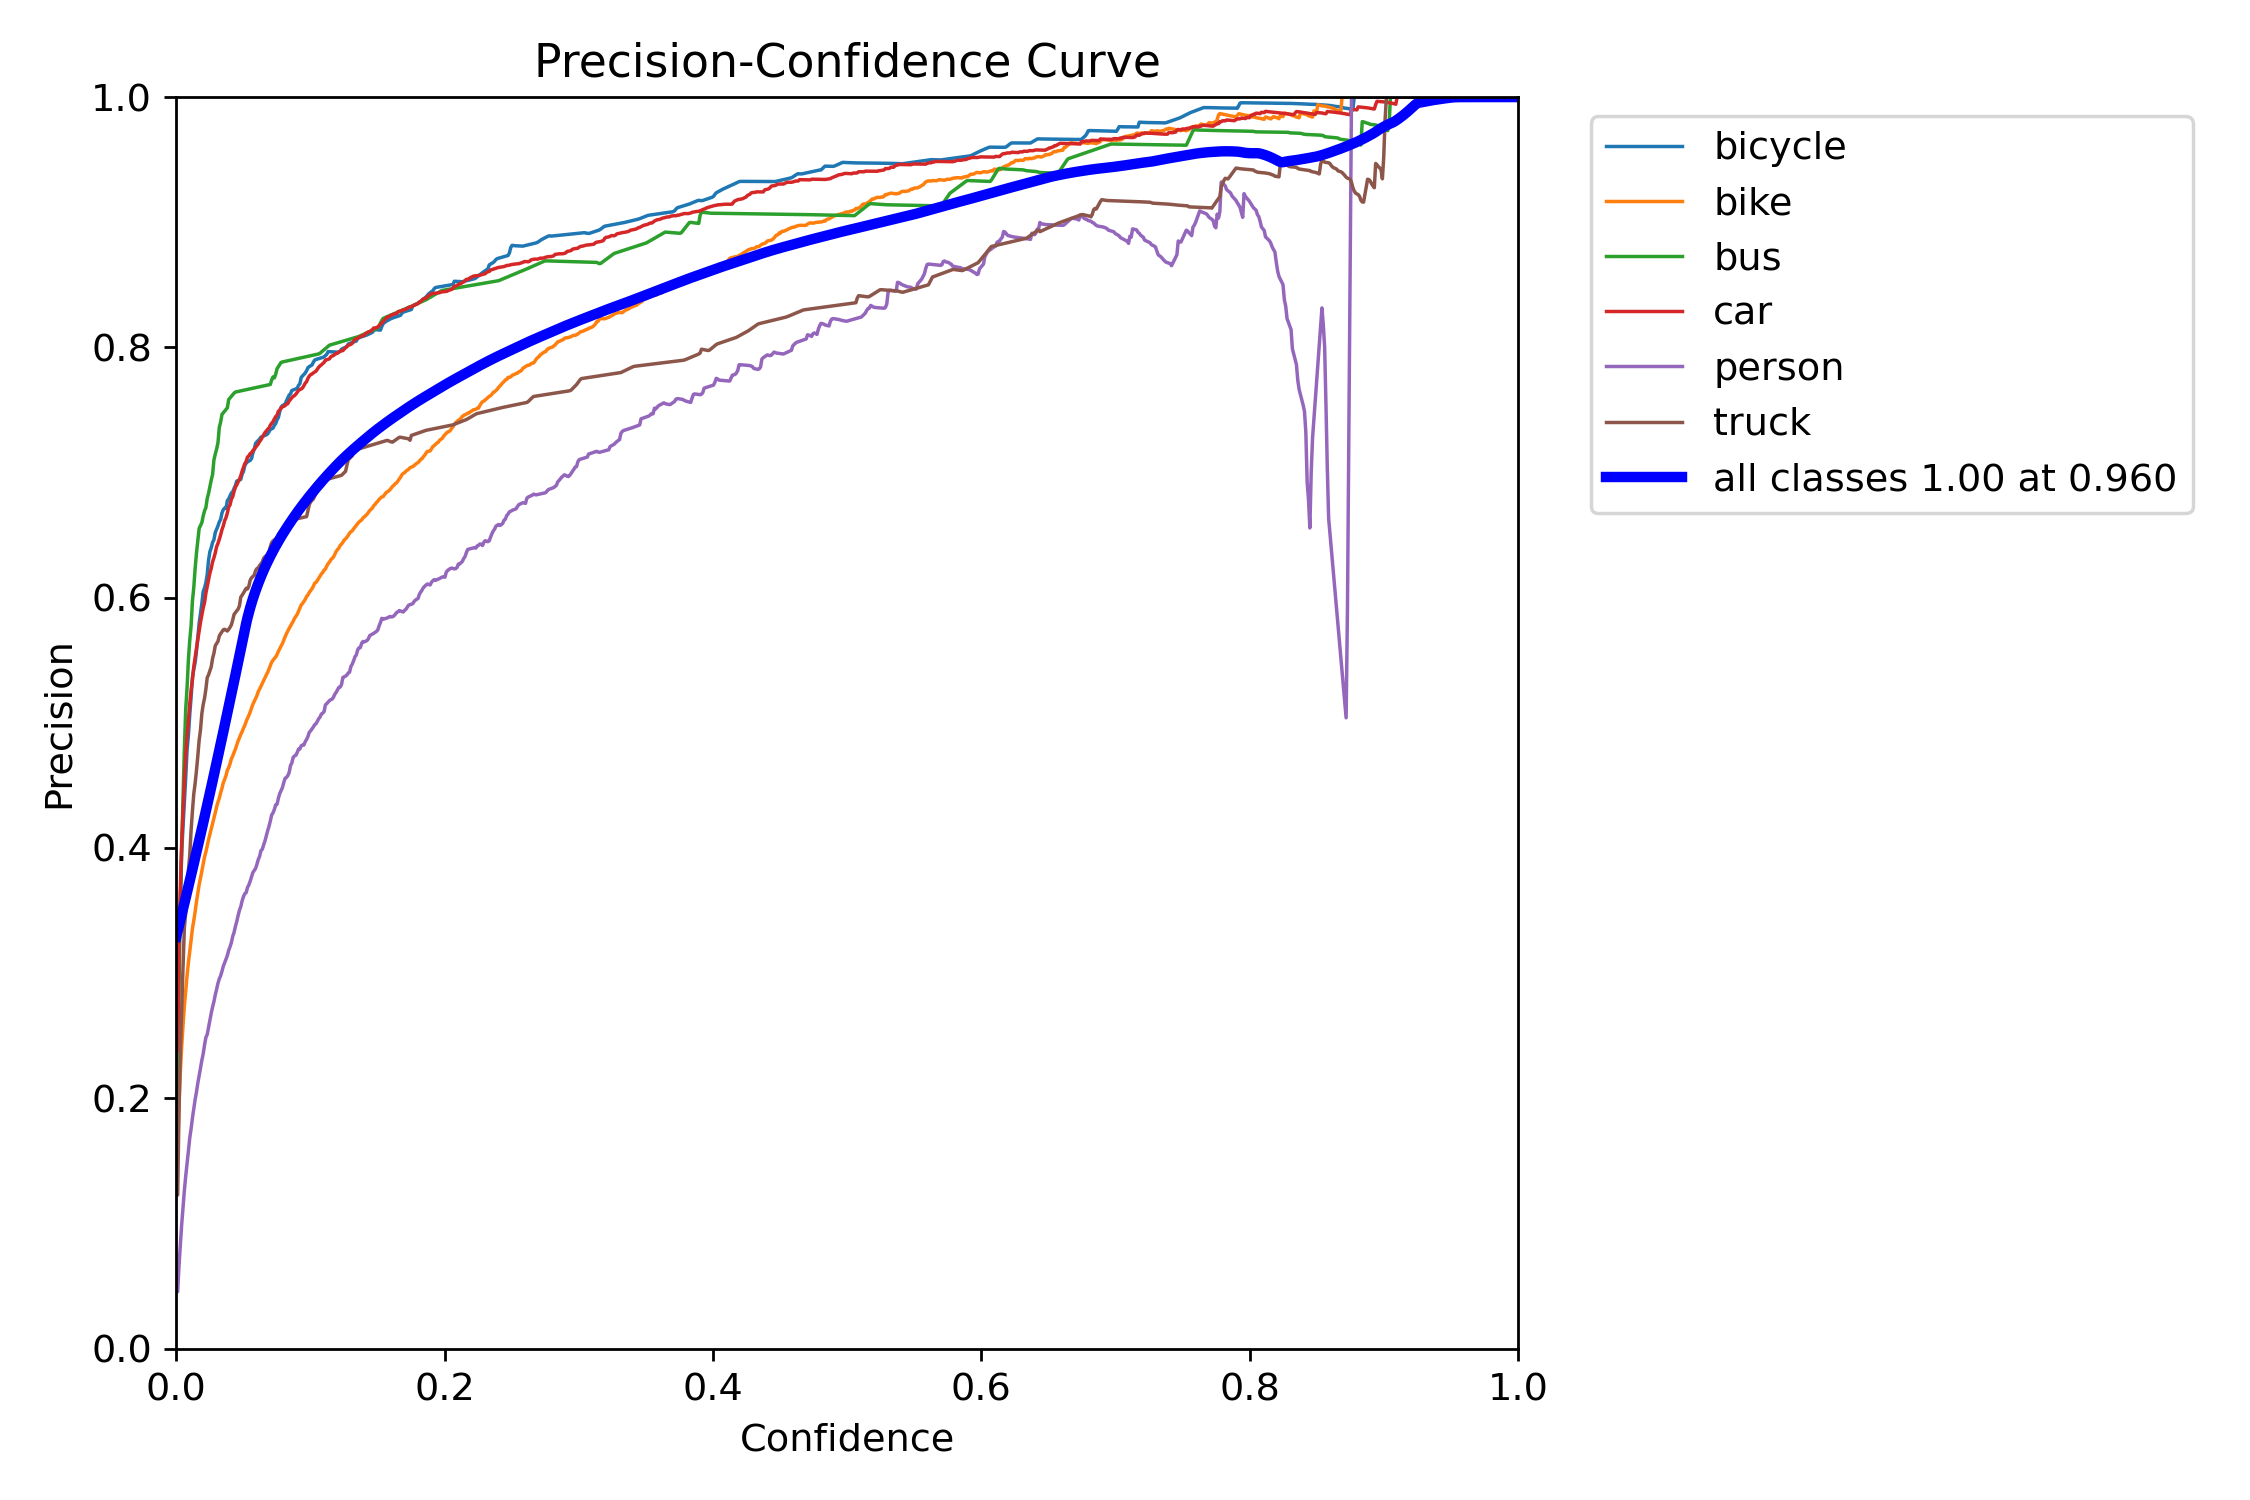 Precision-Confidence Curve
1.0
0.8
0.6
0.4
0.2
0.0
Precision
0.0 0.2 0.4 0.6 0.8 1.0
Confidence
bicycle
bike
bus
car
person
truck
all classes 1.00 at 0.960